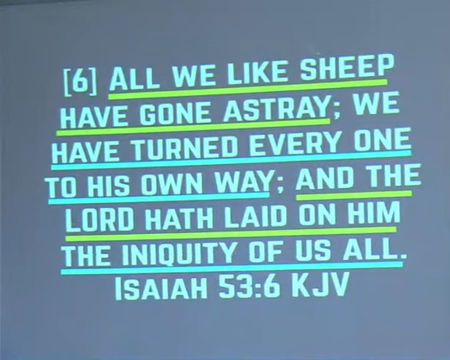 [6] ALL WE LIKE SHEEP
HAVE GONE ASTRAY; WE
HAVE TURNED EVERY ONE
TO HIS OWN WAY; AND THE
LORD HATH LAID ON HIM
THE INIQUITY OF US ALL.
ISAIAH 53:6 KJV